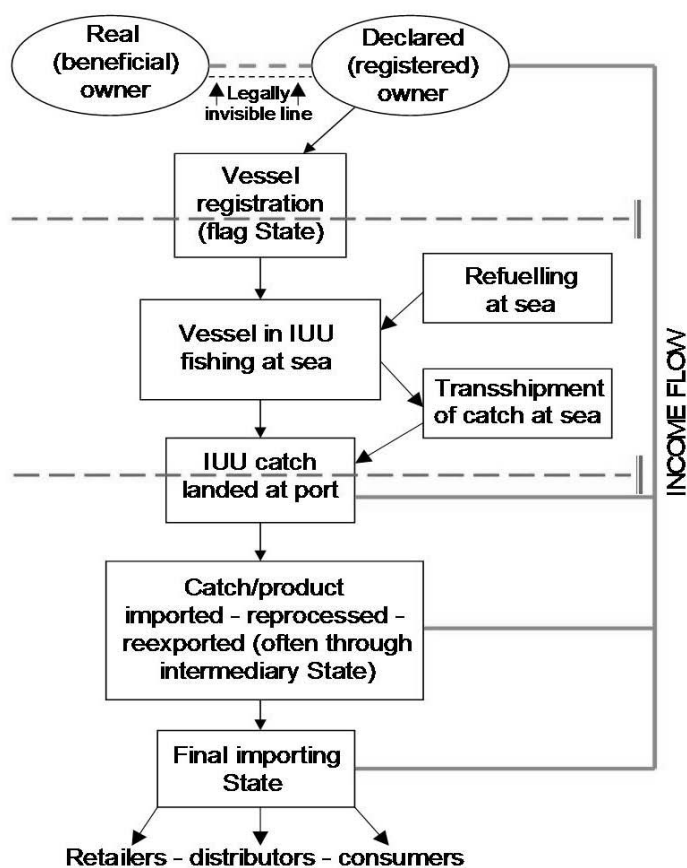 Real
(beneficial)
owner
Declared
(registered)
owner
Legally
invisible line
Vessel
registration
(flag State)
Refuelling
at sea
Vessel in IUU
fishing at sea
Transshipment
of catch at sea
IUU catch
landed at port
INCOME FLOW
Catch/product
imported - reprocessed -
reexported (often through
intermediary State)
Final importing
State
Retailers - distributors - consumers